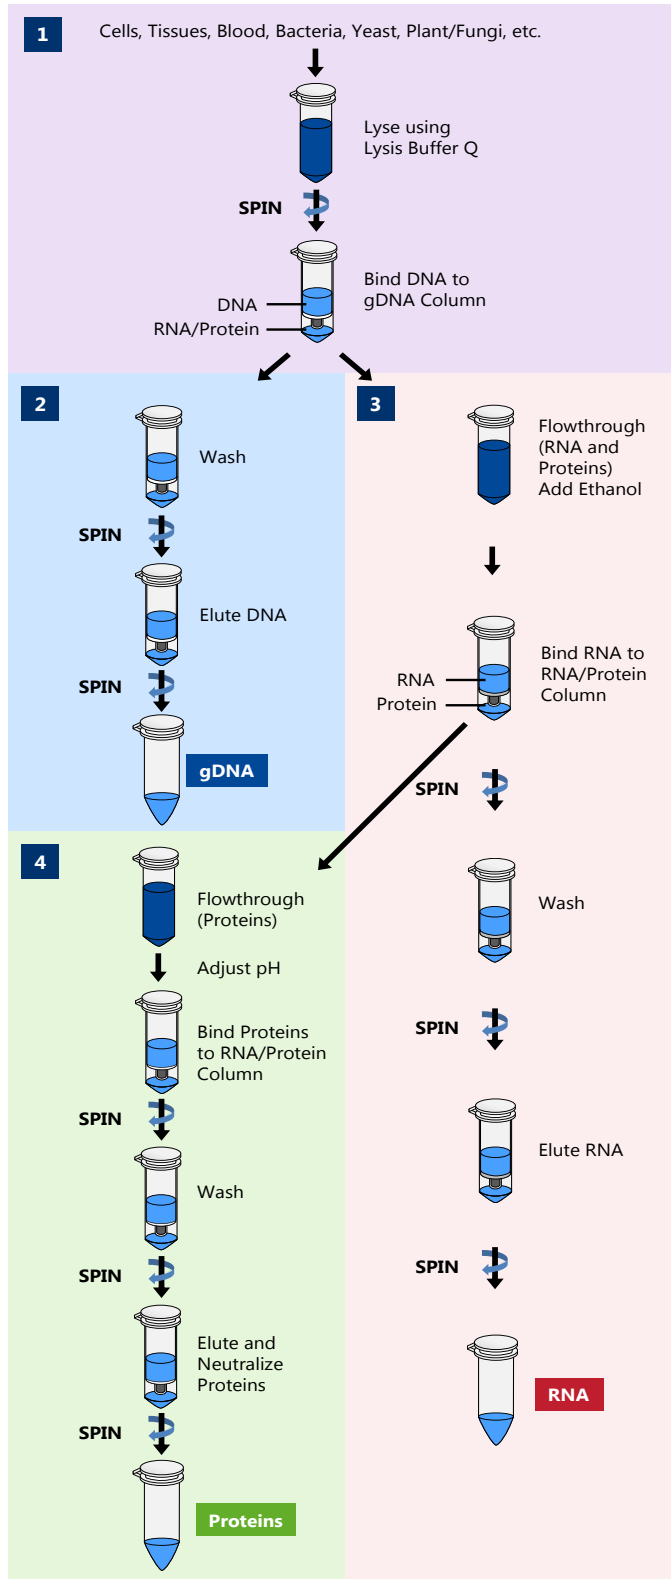 1
Cells, Tissues, Blood, Bacteria, Yeast, Plant/Fungi, etc.
Lyse using
Lysis Buffer Q
SPIN
Bind DNA to
gDNA Column
DNA
RNA/Protein
2
Wash
SPIN
Elute DNA
SPIN
gDNA
3
Flowthrough
(RNA and
Proteins)
Add Ethanol
Bind RNA to
RNA/Protein
Column
RNA
Protein
SPIN
Wash
SPIN
Elute RNA
SPIN
RNA
4
Flowthrough
(Proteins)
Adjust pH
Bind Proteins
to RNA/Protein
Column
SPIN
Wash
SPIN
Elute and
Neutralize
Proteins
SPIN
Proteins